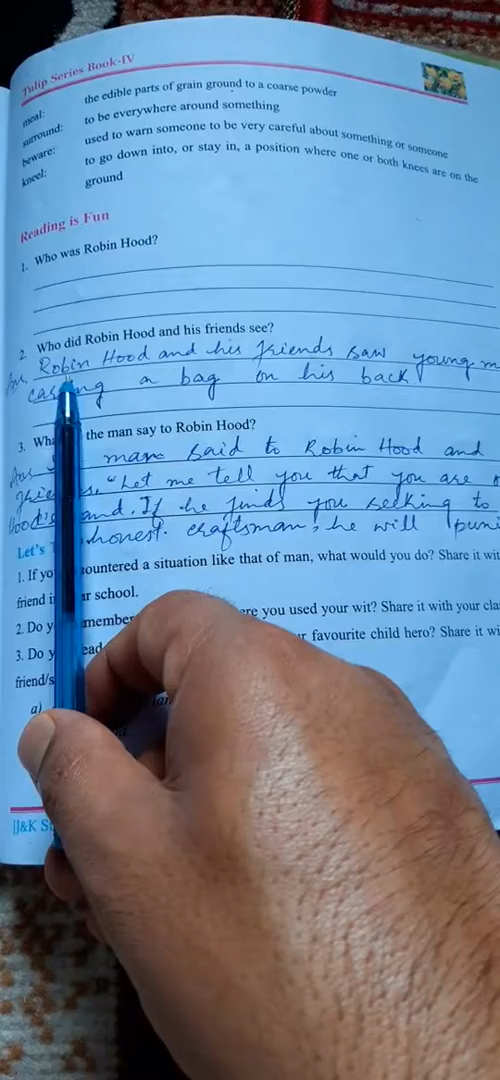 Tulip Series Book-IV
meal: the edible parts of grain ground to a coarse powder
surround: to be everywhere around something
beware: used to warn someone to be very careful about something or someone
kneel: to go down into, or stay in, a position where one or both knees are on the
ground
Reading is Fun
1. Who was Robin Hood?
2. Who did Robin Hood and his friends see?
Ans. Robin Hood and his friends saw young
a bag on his back
3. the man say to Robin Hood?
Ans man said to Robin Hood and
"Let me tell you that you are
Hood's and. If he finds you seeking to
honest. craftsman, he will
Let's
1. If countered a situation like that of man, what would you do? Share it
friend r school.
2. Do member ere you used your wit? Share it with your
3. Do ead favourite child hero? Share it
friend/s
a)
[J&K